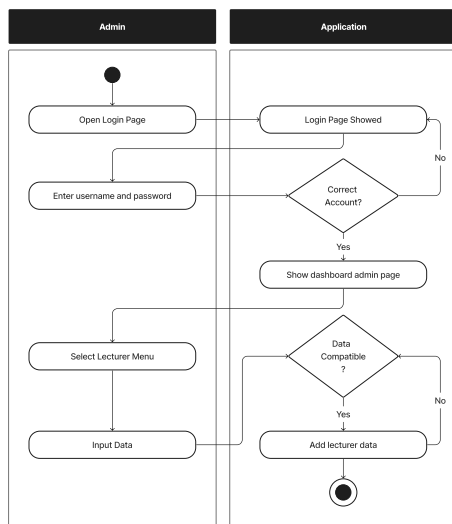 Admin
Application
Open Login Page
Login Page Showed
No
Enter username and password
Correct
Account?
Yes
Show dashboard admin page
Select Lecturer Menu
Data
Compatible
?
No
Yes
Input Data
Add lecturer data